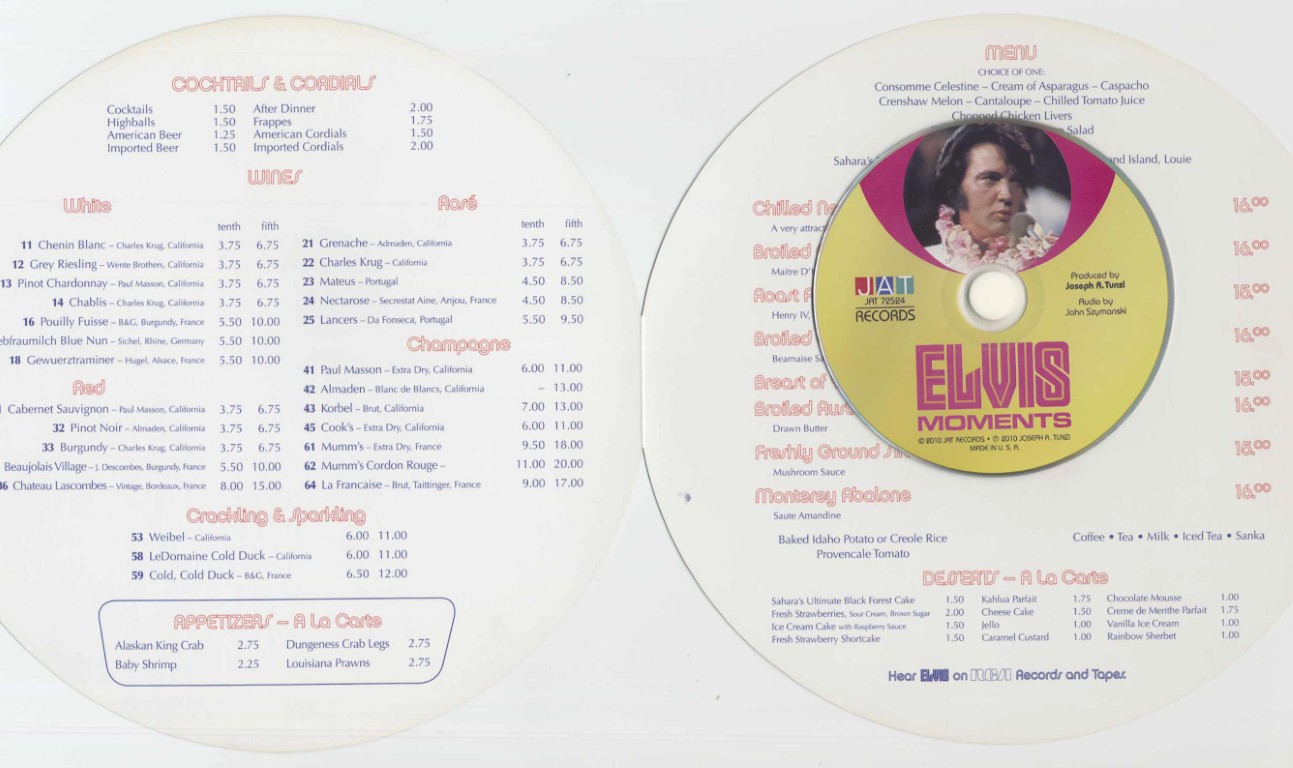 COCKTAILS & CORDIALS
Cocktails 1.50 After Dinner 2.00
Highballs 1.50 Frappes 1.75
American Beer 1.25 American Cordials 1.50
Imported Beer 1.50 Imported Cordials 2.00
WINES
White
tenth fifth
11 Chenin Blanc – Charles Krug, California 3.75 6.75
12 Grey Riesling – Wente Brothers, California 3.75 6.75
13 Pinot Chardonnay – Paul Masson, California 3.75 6.75
14 Chablis – Charles Krug, California 3.75 6.75
16 Pouilly Fuisse – B&G, Burgundy, France 5.50 10.00
ebfraumilch Blue Nun – Sichel, Rhine, Germany 5.50 10.00
18 Gewuerztraminer – Hugel, Alsace, France 5.50 10.00
Red
Cabernet Sauvignon – Paul Masson, California 3.75 6.75
32 Pinot Noir – Almaden, California 3.75 6.75
33 Burgundy – Charles Krug, California 3.75 6.75
Beaujolais Village – J. Descombes, Burgundy, France 5.50 10.00
36 Chateau Lascombes – Vintage, Bordeaux, France 8.00 15.00
Rosé
tenth fifth
21 Grenache – Admaden, California 3.75 6.75
22 Charles Krug – California 3.75 6.75
23 Mateus – Portugal 4.50 8.50
24 Nectarose – Secrestat Aine, Anjou, France 4.50 8.50
25 Lancers – Da Fonseca, Portugal 5.50 9.50
Champagne
41 Paul Masson – Extra Dry, California 6.00 11.00
42 Almaden – Blanc de Blancs, California – 13.00
43 Korbel – Brut, California 7.00 13.00
45 Cook's – Extra Dry, California 6.00 11.00
61 Mumm's – Extra Dry, France 9.50 18.00
62 Mumm's Cordon Rouge – 11.00 20.00
64 La Francaise – Brut, Taittinger, France 9.00 17.00
Crackling & Sparkling
53 Weibel – California 6.00 11.00
58 LeDomaine Cold Duck – California 6.00 11.00
59 Cold, Cold Duck – B&G, France 6.50 12.00
APPETIZERS – A La Carte
Alaskan King Crab 2.75 Dungeness Crab Legs 2.75
Baby Shrimp 2.25 Louisiana Prawns 2.75
MENU
CHOICE OF ONE:
Consomme Celestine – Cream of Asparagus – Caspacho
Crenshaw Melon – Cantaloupe – Chilled Tomato Juice
Chopped Chicken Livers
Salad
Sahara's and Island, Louie
Chilled Ne 16.00
A very attract
Broiled 16.00
Maitre D'
Roast 15.00
Henry IV,
Broiled 16.00
Bearnaise Sa
Breast of 15.00
Broiled Aust 16.00
Drawn Butter
Freshly Ground Sir 15.00
Mushroom Sauce
Monterey Abalone 16.00
Saute Amandine
Baked Idaho Potato or Creole Rice
Provencale Tomato
Coffee • Tea • Milk • Iced Tea • Sanka
DESSERTS – A La Carte
Sahara's Ultimate Black Forest Cake 1.50 Kahlua Parfait 1.75 Chocolate Mousse 1.00
Fresh Strawberries, Sour Cream, Brown Sugar 2.00 Cheese Cake 1.50 Creme de Menthe Parfait 1.75
Ice Cream Cake with Raspberry Sauce 1.50 Jello 1.00 Vanilla Ice Cream 1.00
Fresh Strawberry Shortcake 1.50 Caramel Custard 1.00 Rainbow Sherbet 1.00
Hear ELVIS on RCA Records and Tapes.
JAT
JAT 72524
RECORDS
Produced by
Joseph A. Tunzi
Audio by
John Szymanski
ELVIS
MOMENTS
© 2010 JAT RECORDS • ℗ 2010 JOSEPH A. TUNZI
MADE IN U. S. A.